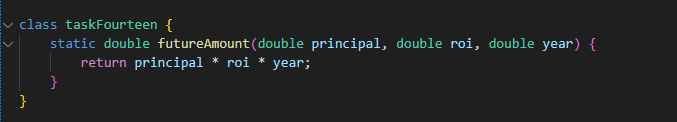 class taskFourteen {
    static double futureAmount(double principal, double roi, double year) {
        return principal * roi * year;
    }
}